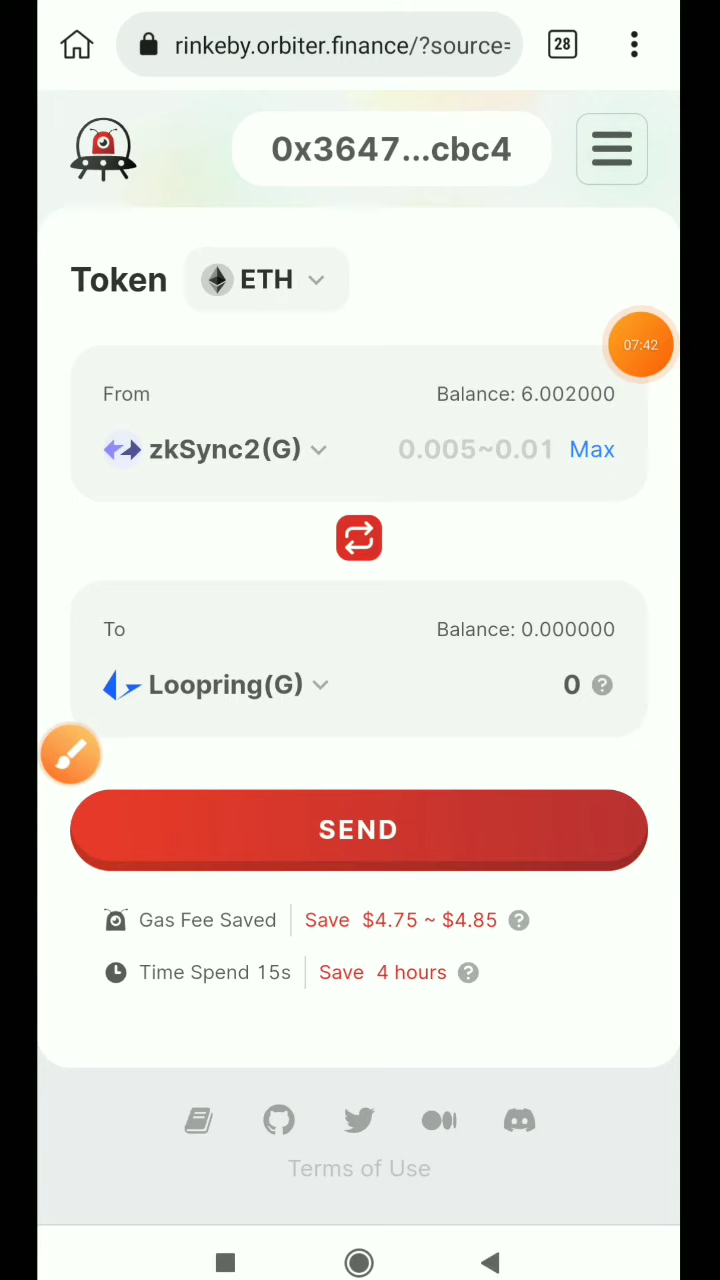 rinkeby.orbiter.finance/?source=
28
0x3647...cbc4
Token ETH
07:42
From Balance: 6.002000
zkSync2(G) 0.005~0.01 Max
To Balance: 0.000000
Loopring(G) 0 ?
SEND
Gas Fee Saved Save $4.75 ~ $4.85 ?
Time Spend 15s Save 4 hours ?
Terms of Use